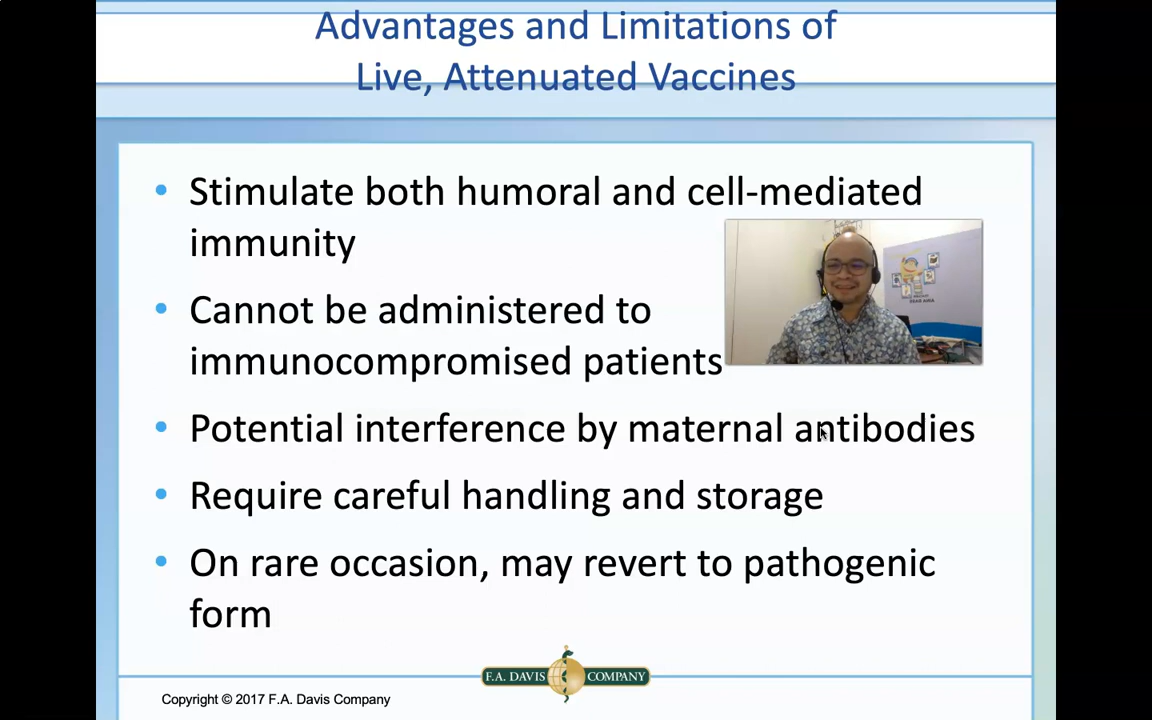 Advantages and Limitations of
Live, Attenuated Vaccines
• Stimulate both humoral and cell-mediated
immunity
• Cannot be administered to
immunocompromised patients
• Potential interference by maternal antibodies
• Require careful handling and storage
• On rare occasion, may revert to pathogenic
form
F.A. DAVIS COMPANY
Copyright © 2017 F.A. Davis Company